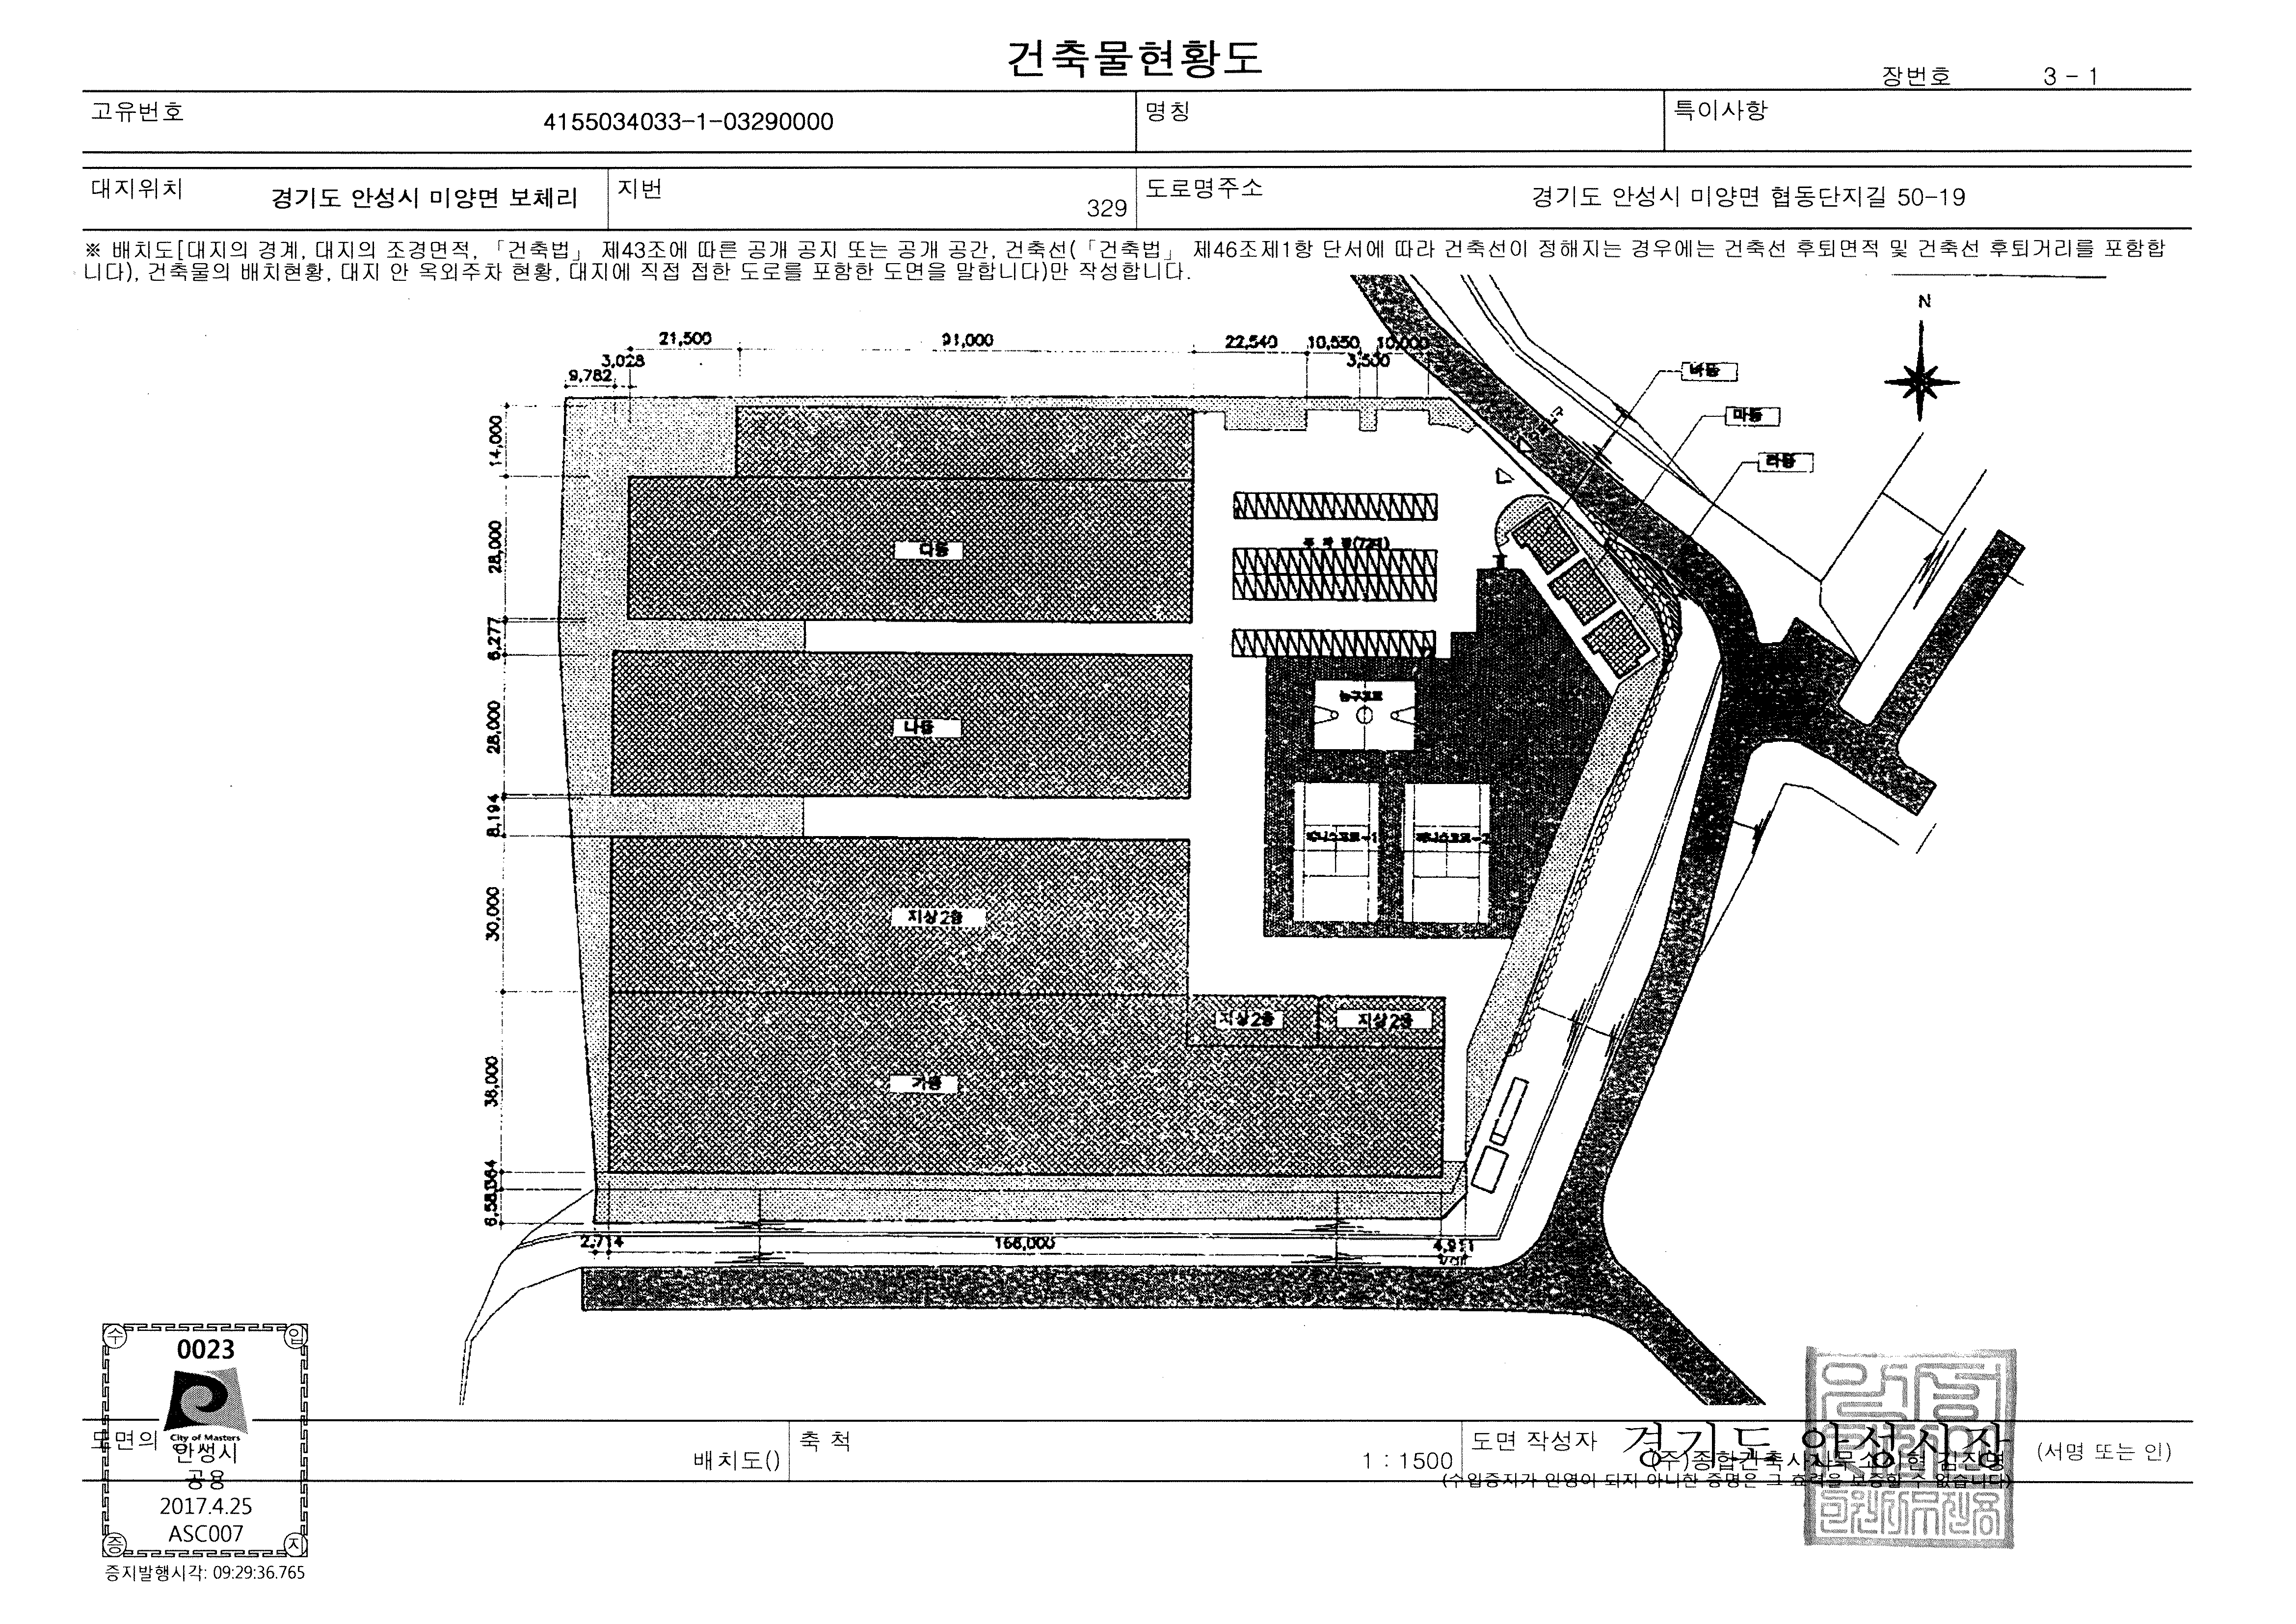 건축물현황도
장번호 3 - 1
고유번호 4155034033-1-03290000 명칭 특이사항
대지위치 경기도 안성시 미양면 보체리 지번 329 도로명주소 경기도 안성시 미양면 협동단지길 50-19
※ 배치도[대지의 경계, 대지의 조경면적, 「건축법」 제43조에 따른 공개 공지 또는 공개 공간, 건축선(「건축법」 제46조제1항 단서에 따라 건축선이 정해지는 경우에는 건축선 후퇴면적 및 건축선 후퇴거리를 포함합
니다), 건축물의 배치현황, 대지 안 옥외주차 현황, 대지에 직접 접한 도로를 포함한 도면을 말합니다)만 작성합니다.
N
21,500 91,000 22,540 10,550 10,000
3,028 3,500
9,782
바동
마동
라동
14,000
28,000
다동
주 차 장(72대)
6,277
28,000
나동
농구코트
8,194
테니스코트-1
테니스코트-2
30,000
지상2층
지상2층
지상2층
38,000
가동
2,714 166,000 4,911
수 입
0023
City of Masters
안성시
공용
2017.4.25
ASC007
증 지
증지발행시각: 09:29:36.765
도면의
배치도()
축 척
1 : 1500
도면 작성자
경기도 안성시장
(서명 또는 인)
(수입증지가 인영이 되지 아니한 증명은 그 효력을 보증할 수 없습니다)